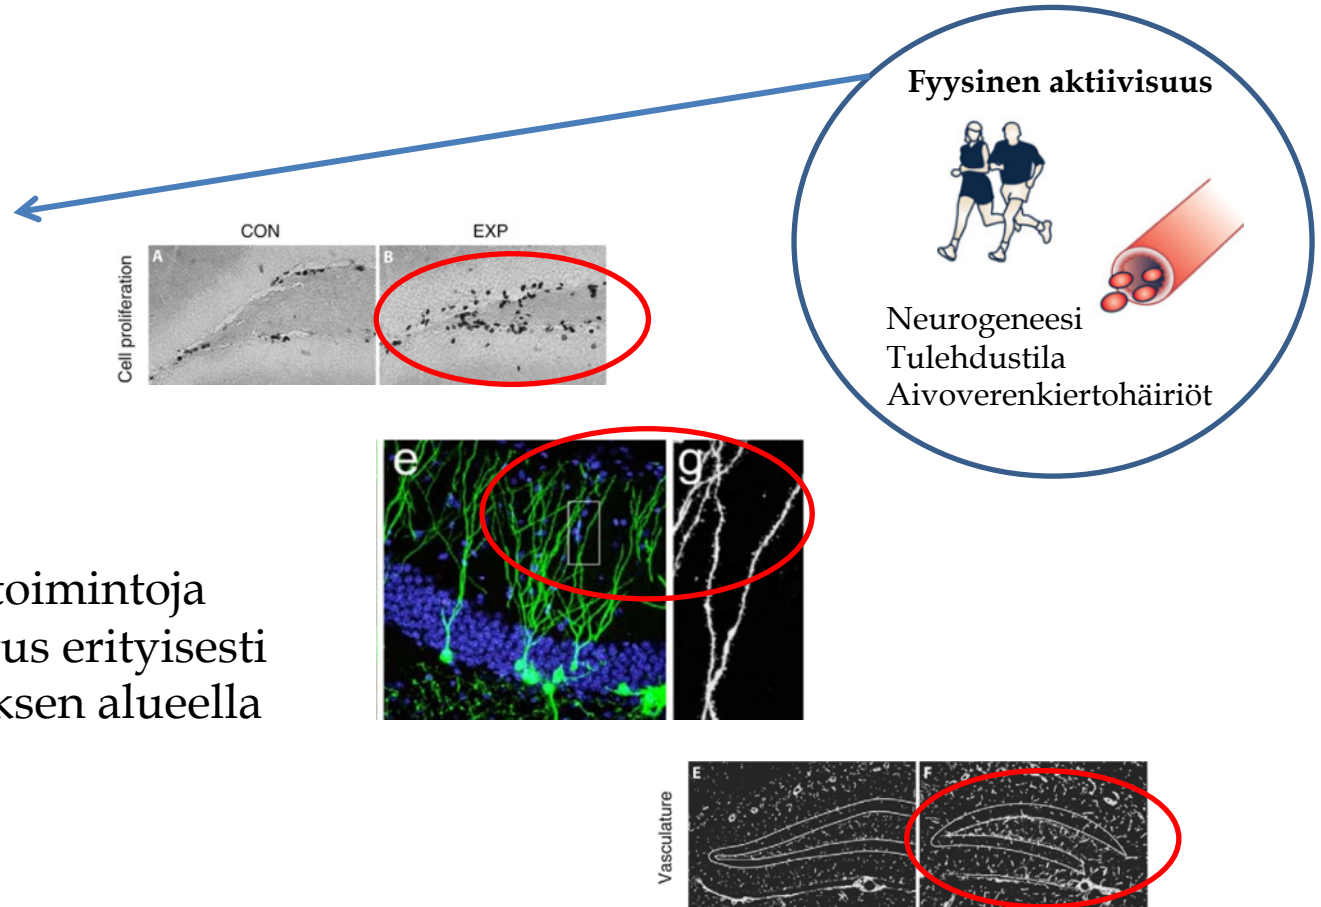 Fyysinen aktiivisuus
Neurogeneesi
Tulehdustila
Aivoverenkiertohäiriöt
CON
EXP
Cell proliferation
A
B
e
g
toimintoja
us erityisesti
ksen alueella
Vasculature
E
F